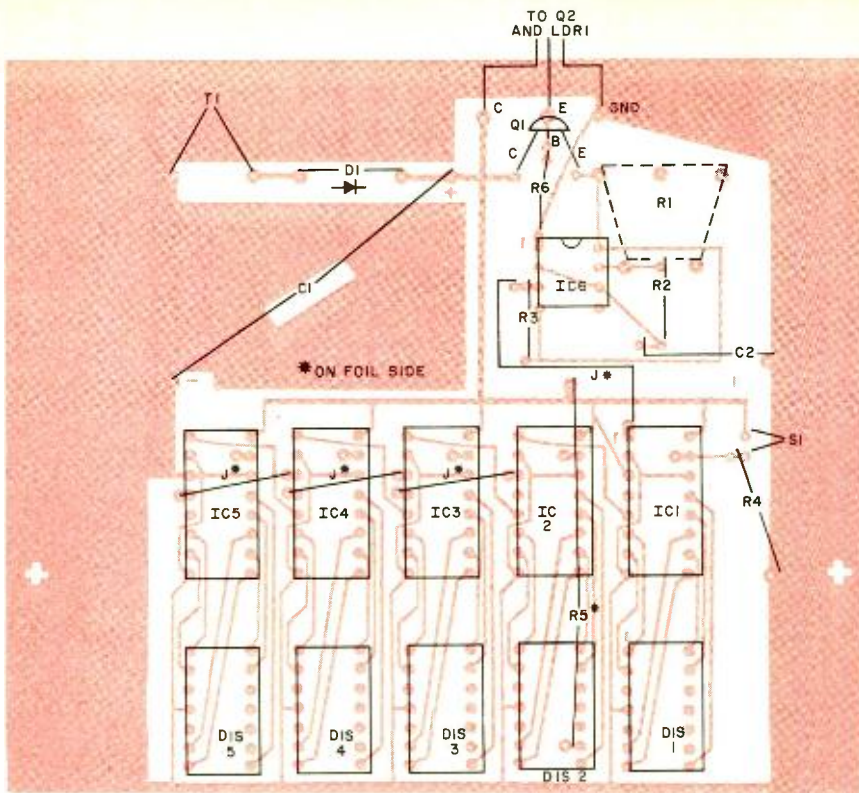 TO Q2
AND LDR1
C
E
GND
T1
Q1
C
B
E
D1
+
R6
R1
C1
IC6
R2
R3
C2
*ON FOIL SIDE
J*
S1
J*
J*
J*
R4
IC5
IC4
IC3
IC
2
IC1
R5*
DIS
5
DIS
4
DIS
3
DIS 2
DIS
1